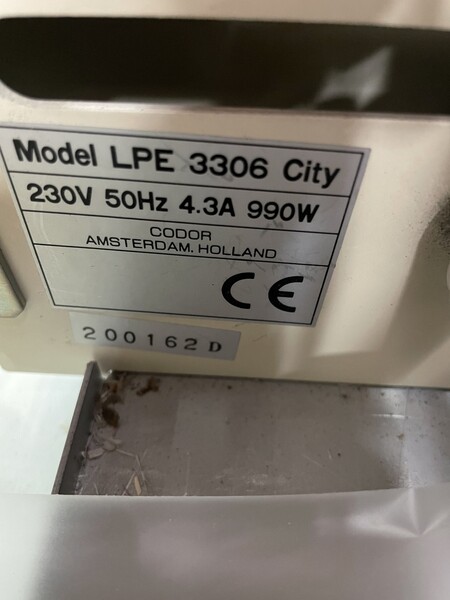 Model LPE 3306 City
230V 50Hz 4.3A 990W
CODOR
AMSTERDAM. HOLLAND
CE
200162D